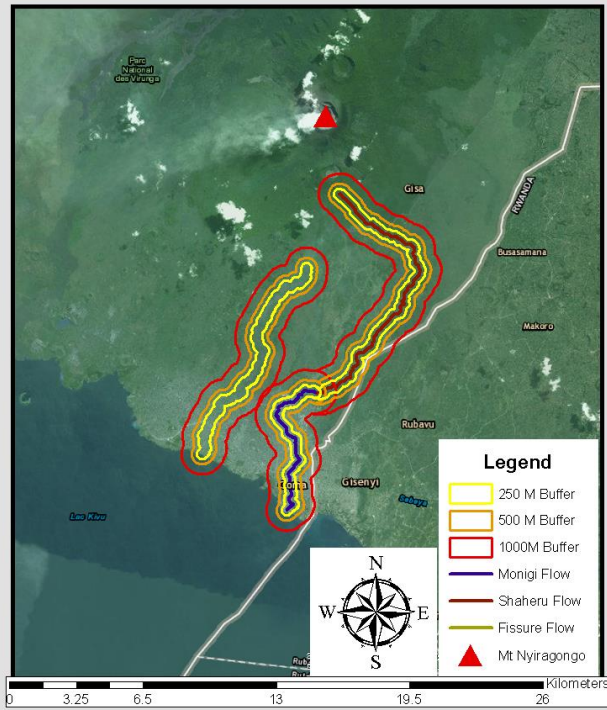 Parc
National
des Virunga
Gisa
RWANDA
Busasamana
Makoro
Rubavu
Goma
Gisenyi
Sebeya
Lac Kivu
Legend
250 M Buffer
500 M Buffer
1000M Buffer
Monigi Flow
Shaheru Flow
Fissure Flow
Mt Nyiragongo
N
W
E
S
Kilometers
0
3.25
6.5
13
19.5
26